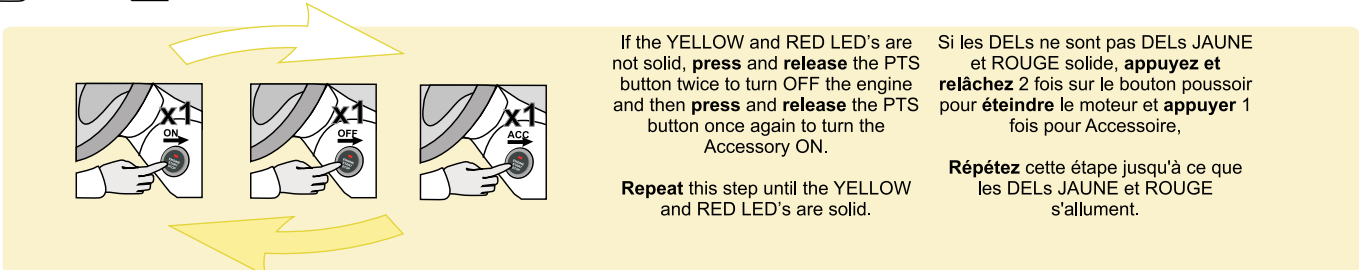 x1
ON
x1
OFF
x1
ACC
If the YELLOW and RED LED's are
not solid, press and release the PTS
button twice to turn OFF the engine
and then press and release the PTS
button once again to turn the
Accessory ON.
Repeat this step until the YELLOW
and RED LED's are solid.
Si les DELs ne sont pas DELs JAUNE
et ROUGE solide, appuyez et
relâchez 2 fois sur le bouton poussoir
pour éteindre le moteur et appuyer 1
fois pour Accessoire,
Répétez cette étape jusqu'à ce que
les DELs JAUNE et ROUGE
s'allument.